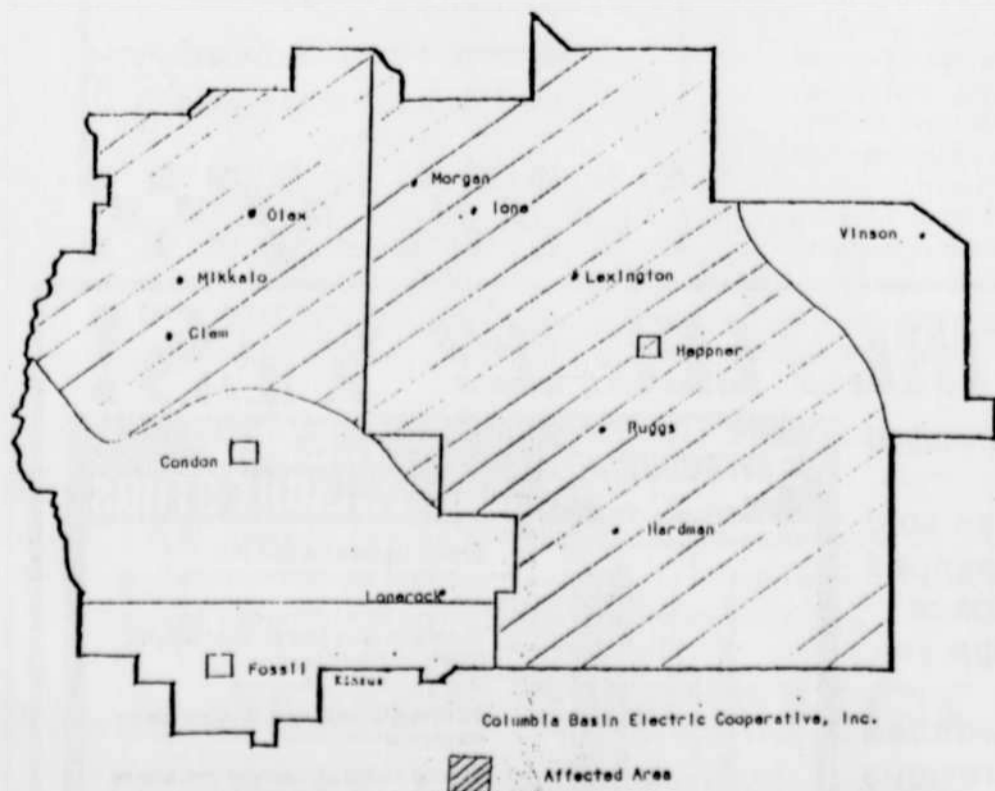 Morgan
Ione
Olex
Vinson
Mikkalo
Lexington
Clem
Heppner
Ruggs
Condon
Hardman
Lonerock
Fossil
Kinzua
Columbia Basin Electric Cooperative, Inc.
Affected Area